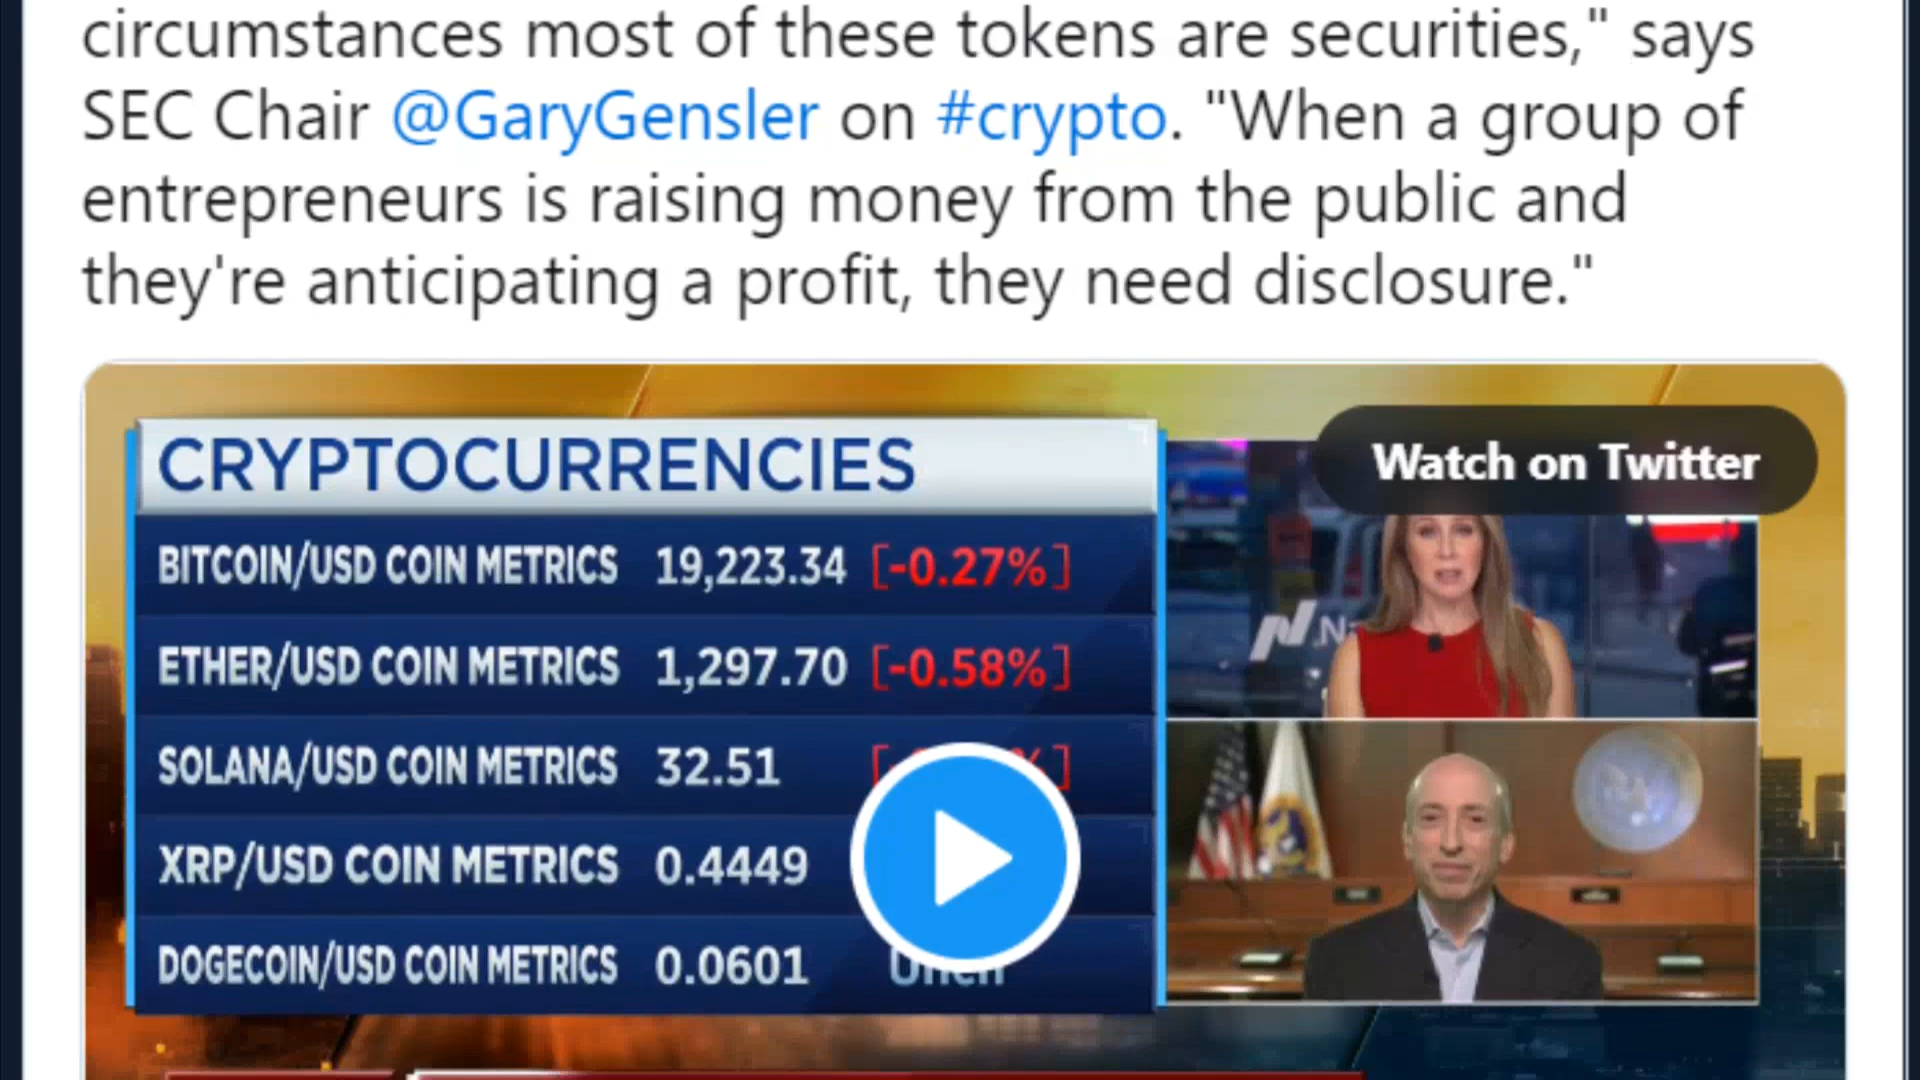 circumstances most of these tokens are securities," says
SEC Chair @GaryGensler on #crypto. "When a group of
entrepreneurs is raising money from the public and
they're anticipating a profit, they need disclosure."
Watch on Twitter
CRYPTOCURRENCIES
BITCOIN/USD COIN METRICS 19,223.34 [-0.27%]
ETHER/USD COIN METRICS 1,297.70 [-0.58%]
SOLANA/USD COIN METRICS 32.51
XRP/USD COIN METRICS 0.4449
DOGECOIN/USD COIN METRICS 0.0601